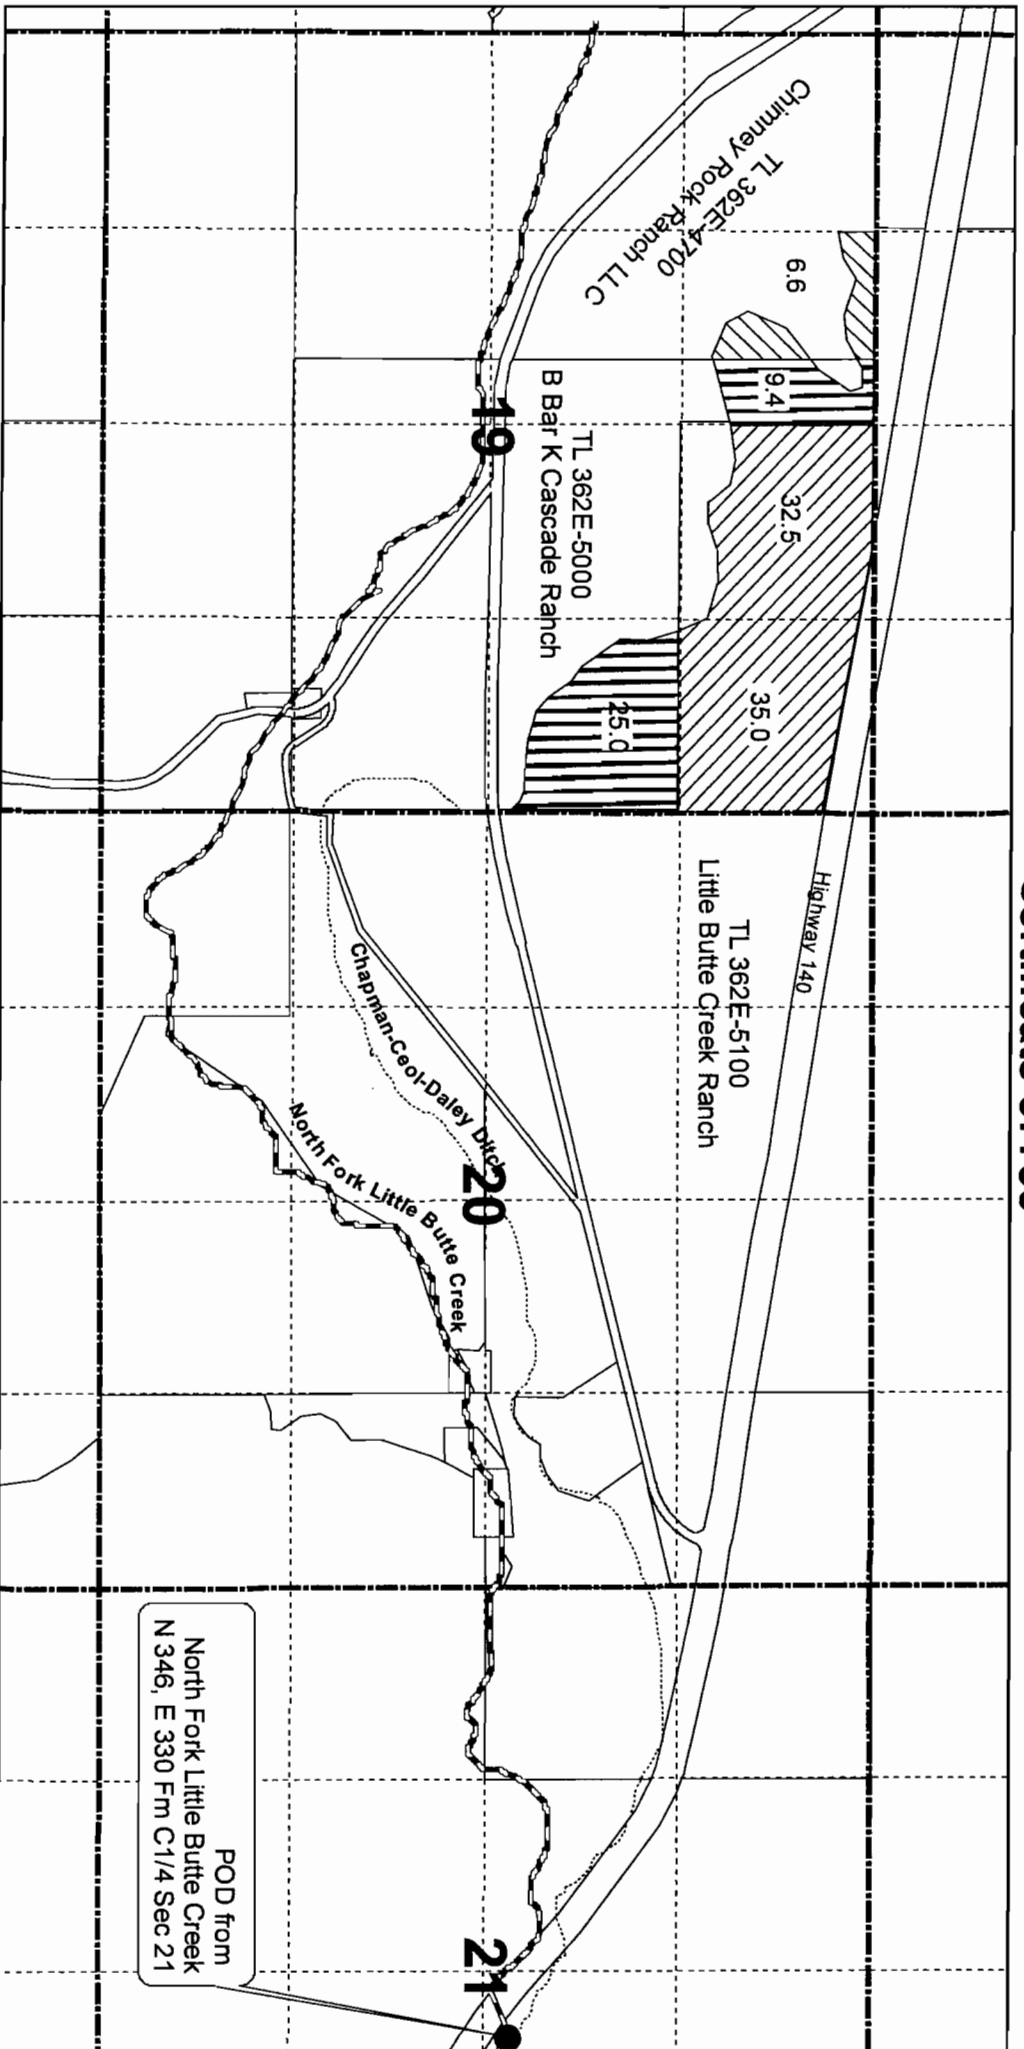 TL 362E-4700
Chimney Rock Ranch LLC
6.6
9.4
32.5
35.0
25.0
19
TL 362E-5000
B Bar K Cascade Ranch
TL 362E-5100
Little Butte Creek Ranch
Highway 140
Chapman-Ceol-Daley Ditch
North Fork Little Butte Creek
20
21
POD from
North Fork Little Butte Creek
N 346, E 330 Fm C1/4 Sec 21